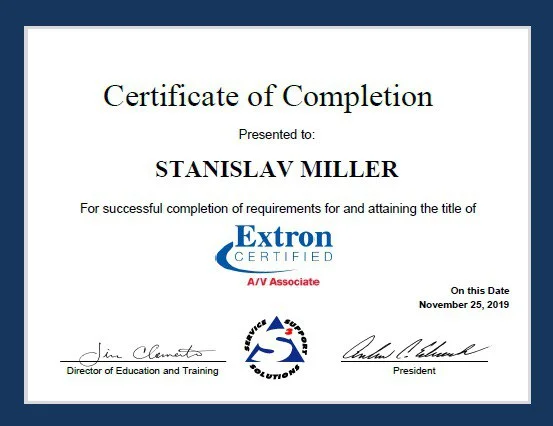 Certificate of Completion
Presented to:
STANISLAV MILLER
For successful completion of requirements for and attaining the title of
Extron
CERTIFIED
A/V Associate
On this Date
November 25, 2019
SERVICE SUPPORT SOLUTIONS
S3
Jim Clements
Director of Education and Training
President